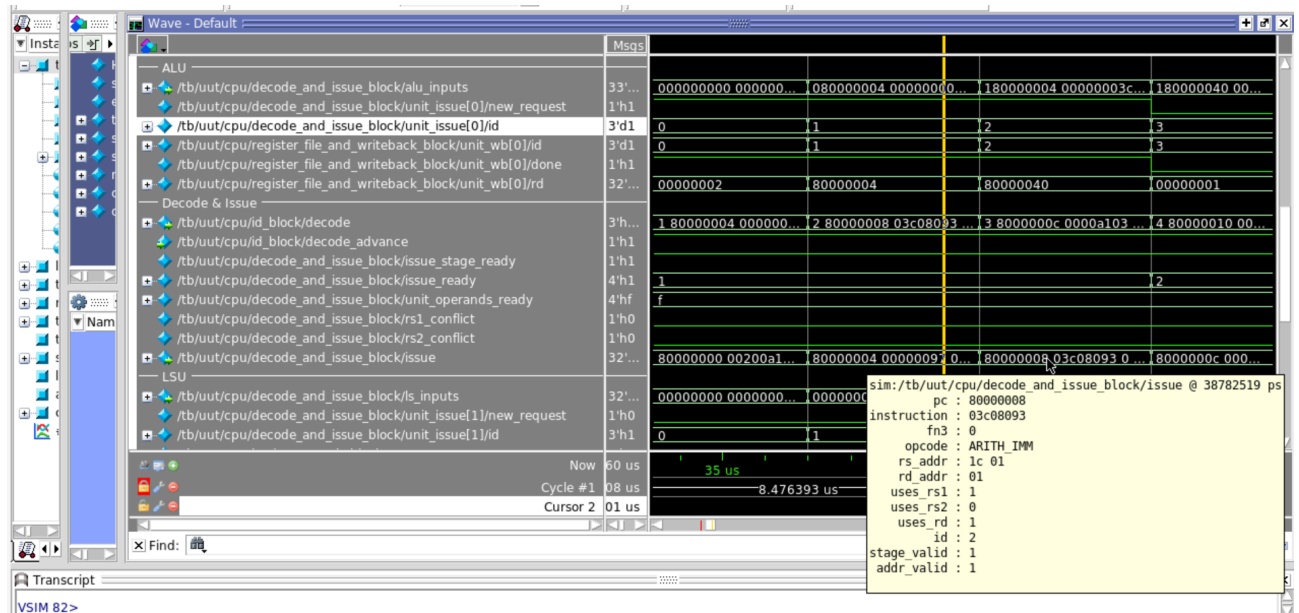 Wave - Default
Insta
ps
Msgs
ALU
/tb/uut/cpu/decode_and_issue_block/alu_inputs 33'... 000000000 000000... 080000004 00000000... 180000004 00000003c... 180000040 00...
/tb/uut/cpu/decode_and_issue_block/unit_issue[0]/new_request 1'h1
/tb/uut/cpu/decode_and_issue_block/unit_issue[0]/id 3'd1 0 1 2 3
/tb/uut/cpu/register_file_and_writeback_block/unit_wb[0]/id 3'd1 0 1 2 3
/tb/uut/cpu/register_file_and_writeback_block/unit_wb[0]/done 1'h1
/tb/uut/cpu/register_file_and_writeback_block/unit_wb[0]/rd 32'... 00000002 80000004 80000040 00000001
Decode & Issue
/tb/uut/cpu/id_block/decode 3'h... 1 80000004 000000... 2 80000008 03c08093 ... 3 8000000c 0000a103 ... 4 80000010 00...
/tb/uut/cpu/id_block/decode_advance 1'h1
/tb/uut/cpu/decode_and_issue_block/issue_stage_ready 1'h1
/tb/uut/cpu/decode_and_issue_block/issue_ready 4'h1 1 2
/tb/uut/cpu/decode_and_issue_block/unit_operands_ready 4'hf f
/tb/uut/cpu/decode_and_issue_block/rs1_conflict 1'h0
/tb/uut/cpu/decode_and_issue_block/rs2_conflict 1'h0
/tb/uut/cpu/decode_and_issue_block/issue 32'... 80000000 00200a1... 80000004 00000097 0... 80000008 03c08093 0 ... 8000000c 000...
LSU
/tb/uut/cpu/decode_and_issue_block/ls_inputs 32'... 00000000 0000000... 0000000
/tb/uut/cpu/decode_and_issue_block/unit_issue[1]/new_request 1'h0
/tb/uut/cpu/decode_and_issue_block/unit_issue[1]/id 3'h1 0 1
Nam
sim:/tb/uut/cpu/decode_and_issue_block/issue @ 38782519 ps
pc : 80000008
instruction : 03c08093
fn3 : 0
opcode : ARITH_IMM
rs_addr : 1c 01
rd_addr : 01
uses_rs1 : 1
uses_rs2 : 0
uses_rd : 1
id : 2
stage_valid : 1
addr_valid : 1
Now 60 us 35 us
Cycle #1 08 us 8.476393 us
Cursor 2 01 us
Find:
Transcript
VSIM 82>